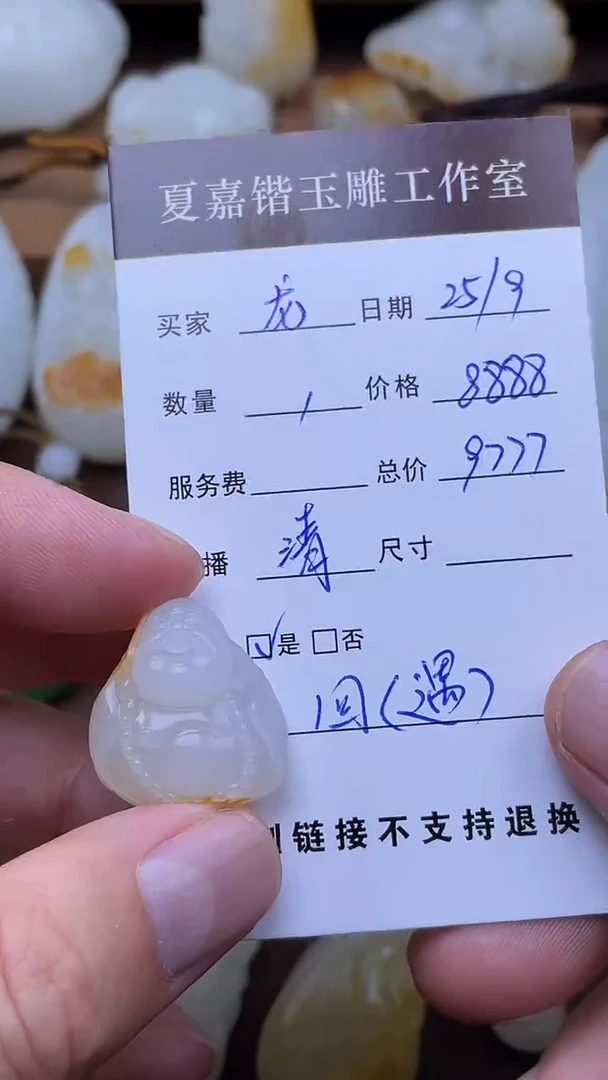 夏嘉锴玉雕工作室
买家 龙 日期 25/9
数量 1 价格 8888
服务费 总价 9777
播 清 尺寸
☑是 □否
1回(遇)
链接不支持退换